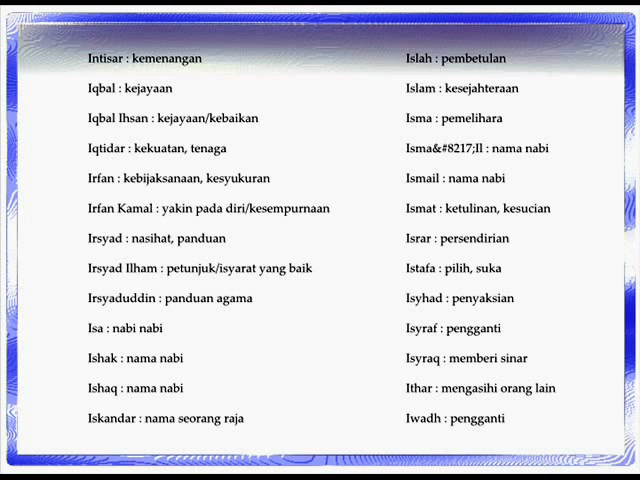 Intisar : kemenangan
Iqbal : kejayaan
Iqbal Ihsan : kejayaan/kebaikan
Iqtidar : kekuatan, tenaga
Irfan : kebijaksanaan, kesyukuran
Irfan Kamal : yakin pada diri/kesempurnaan
Irsyad : nasihat, panduan
Irsyad Ilham : petunjuk/isyarat yang baik
Irsyaduddin : panduan agama
Isa : nabi nabi
Ishak : nama nabi
Ishaq : nama nabi
Iskandar : nama seorang raja
Islah : pembetulan
Islam : kesejahteraan
Isma : pemelihara
Isma&#8217;Il : nama nabi
Ismail : nama nabi
Ismat : ketulinan, kesucian
Israr : persendirian
Istafa : pilih, suka
Isyhad : penyaksian
Isyraf : pengganti
Isyraq : memberi sinar
Ithar : mengasihi orang lain
Iwadh : pengganti